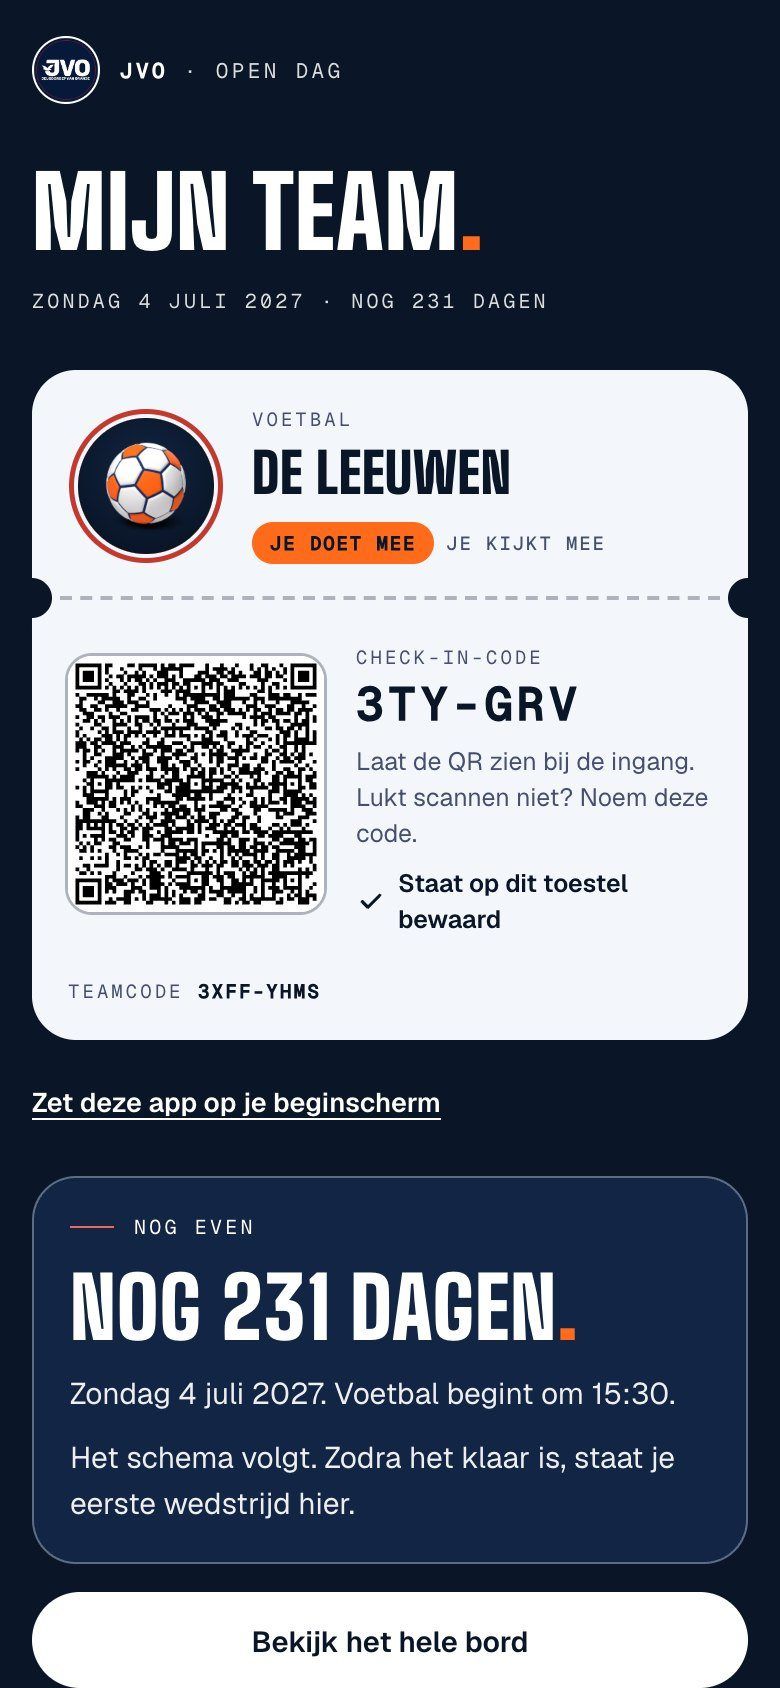 JVO
JVO · OPEN DAG
MIJN TEAM.
ZONDAG 4 JULI 2027 · NOG 231 DAGEN
VOETBAL
DE LEEUWEN
JE DOET MEE JE KIJKT MEE
CHECK-IN-CODE
3TY-GRV
Laat de QR zien bij de ingang.
Lukt scannen niet? Noem deze
code.
Staat op dit toestel
bewaard
TEAMCODE 3XFF-YHMS
Zet deze app op je beginscherm
NOG EVEN
NOG 231 DAGEN.
Zondag 4 juli 2027. Voetbal begint om 15:30.
Het schema volgt. Zodra het klaar is, staat je
eerste wedstrijd hier.
Bekijk het hele bord